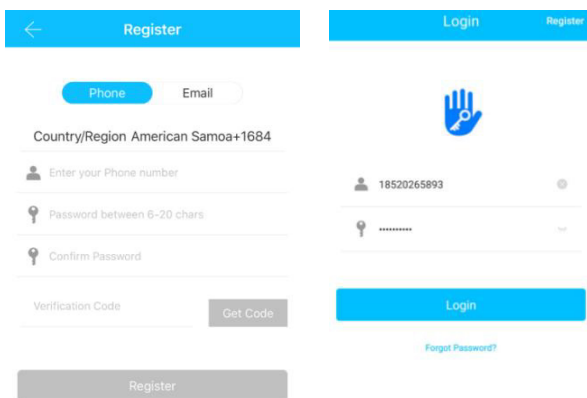 Register
Phone Email
Country/Region American Samoa+1684
Enter your Phone number
Password between 6-20 chars
Confirm Password
Verification Code Get Code
Register
Login Register
18520265893
••••••••••
Login
Forgot Password?